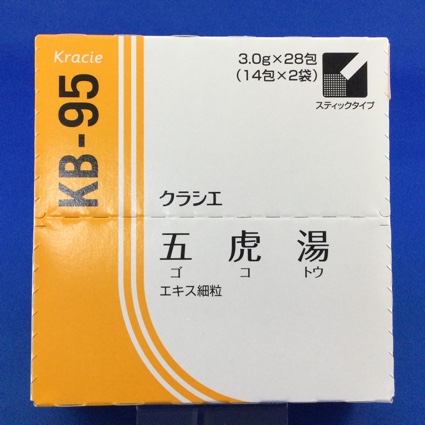 Kracie
KB-95
3.0g×28包
(14包×2袋)
スティックタイプ
クラシエ
五虎湯
ゴ コ トウ
エキス細粒